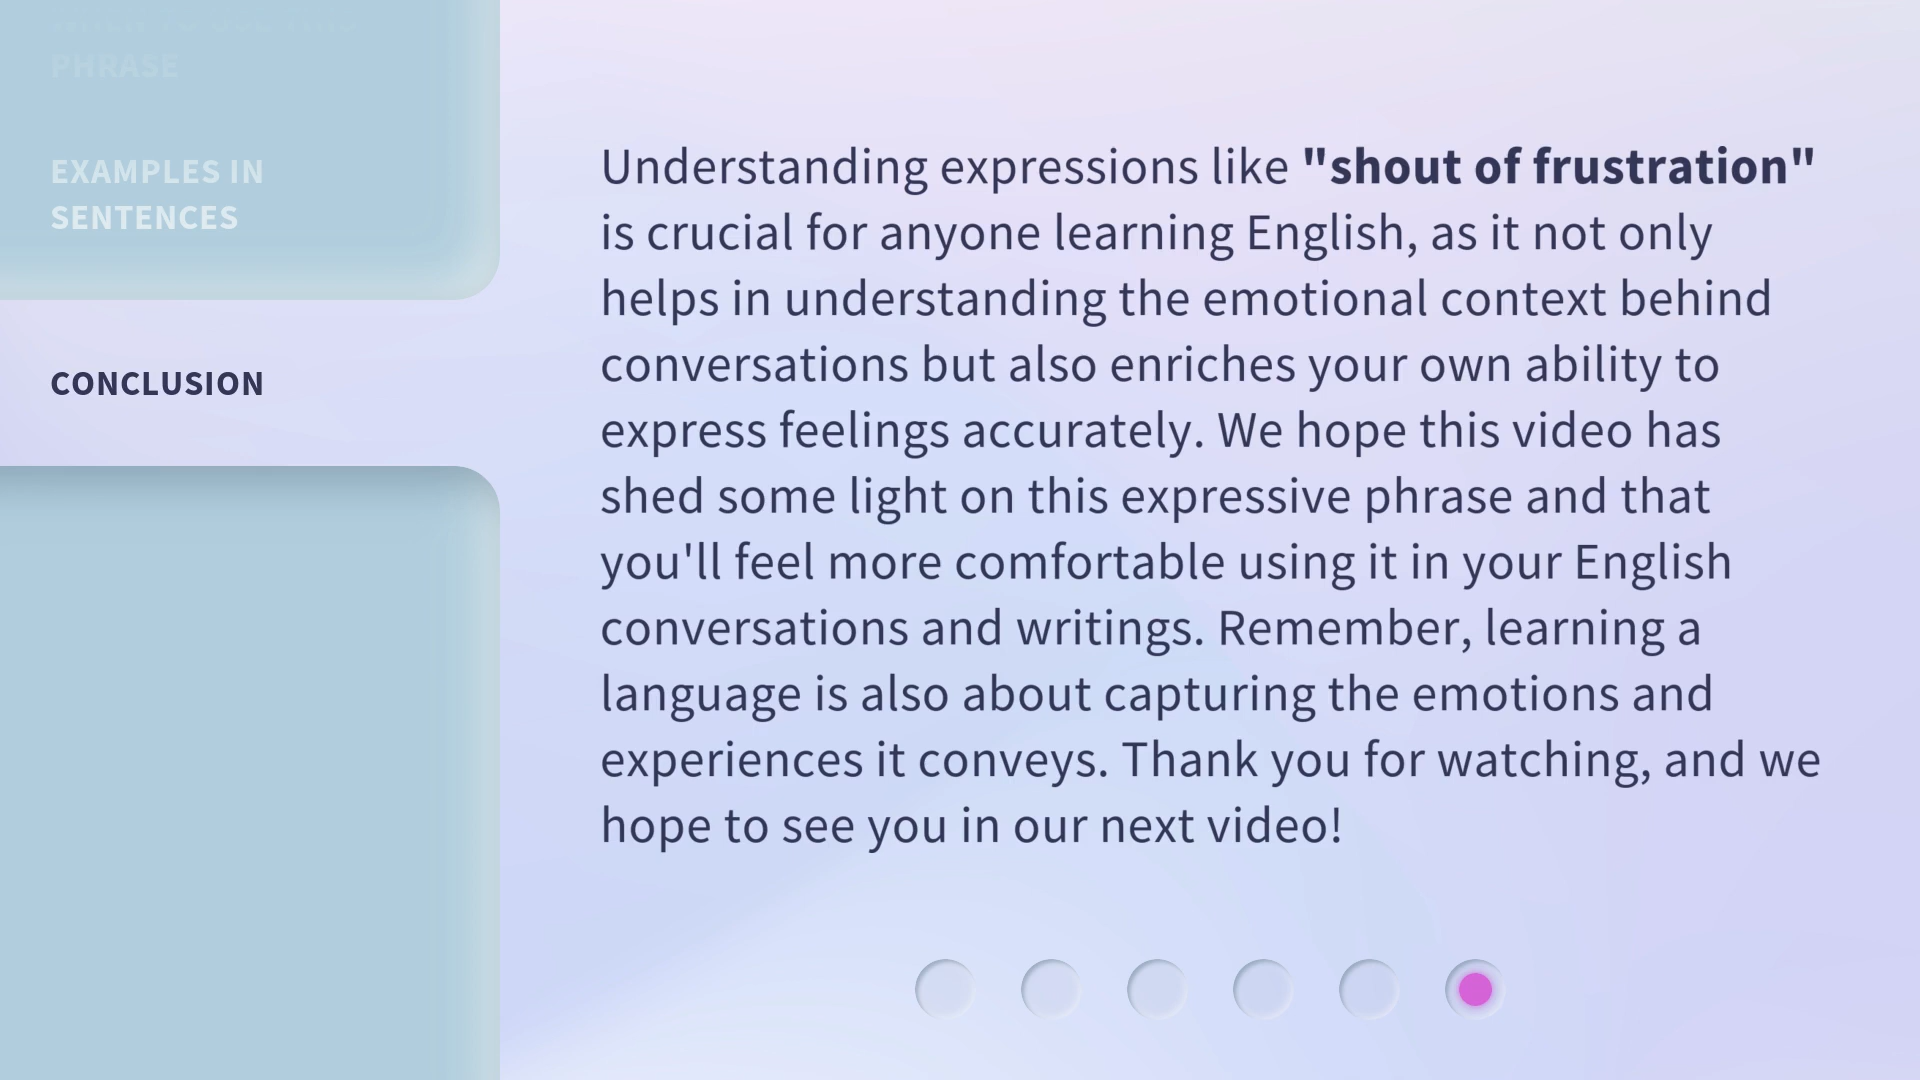 WHEN TO USE THIS
PHRASE
EXAMPLES IN
SENTENCES
CONCLUSION
Understanding expressions like "shout of frustration"
is crucial for anyone learning English, as it not only
helps in understanding the emotional context behind
conversations but also enriches your own ability to
express feelings accurately. We hope this video has
shed some light on this expressive phrase and that
you'll feel more comfortable using it in your English
conversations and writings. Remember, learning a
language is also about capturing the emotions and
experiences it conveys. Thank you for watching, and we
hope to see you in our next video!